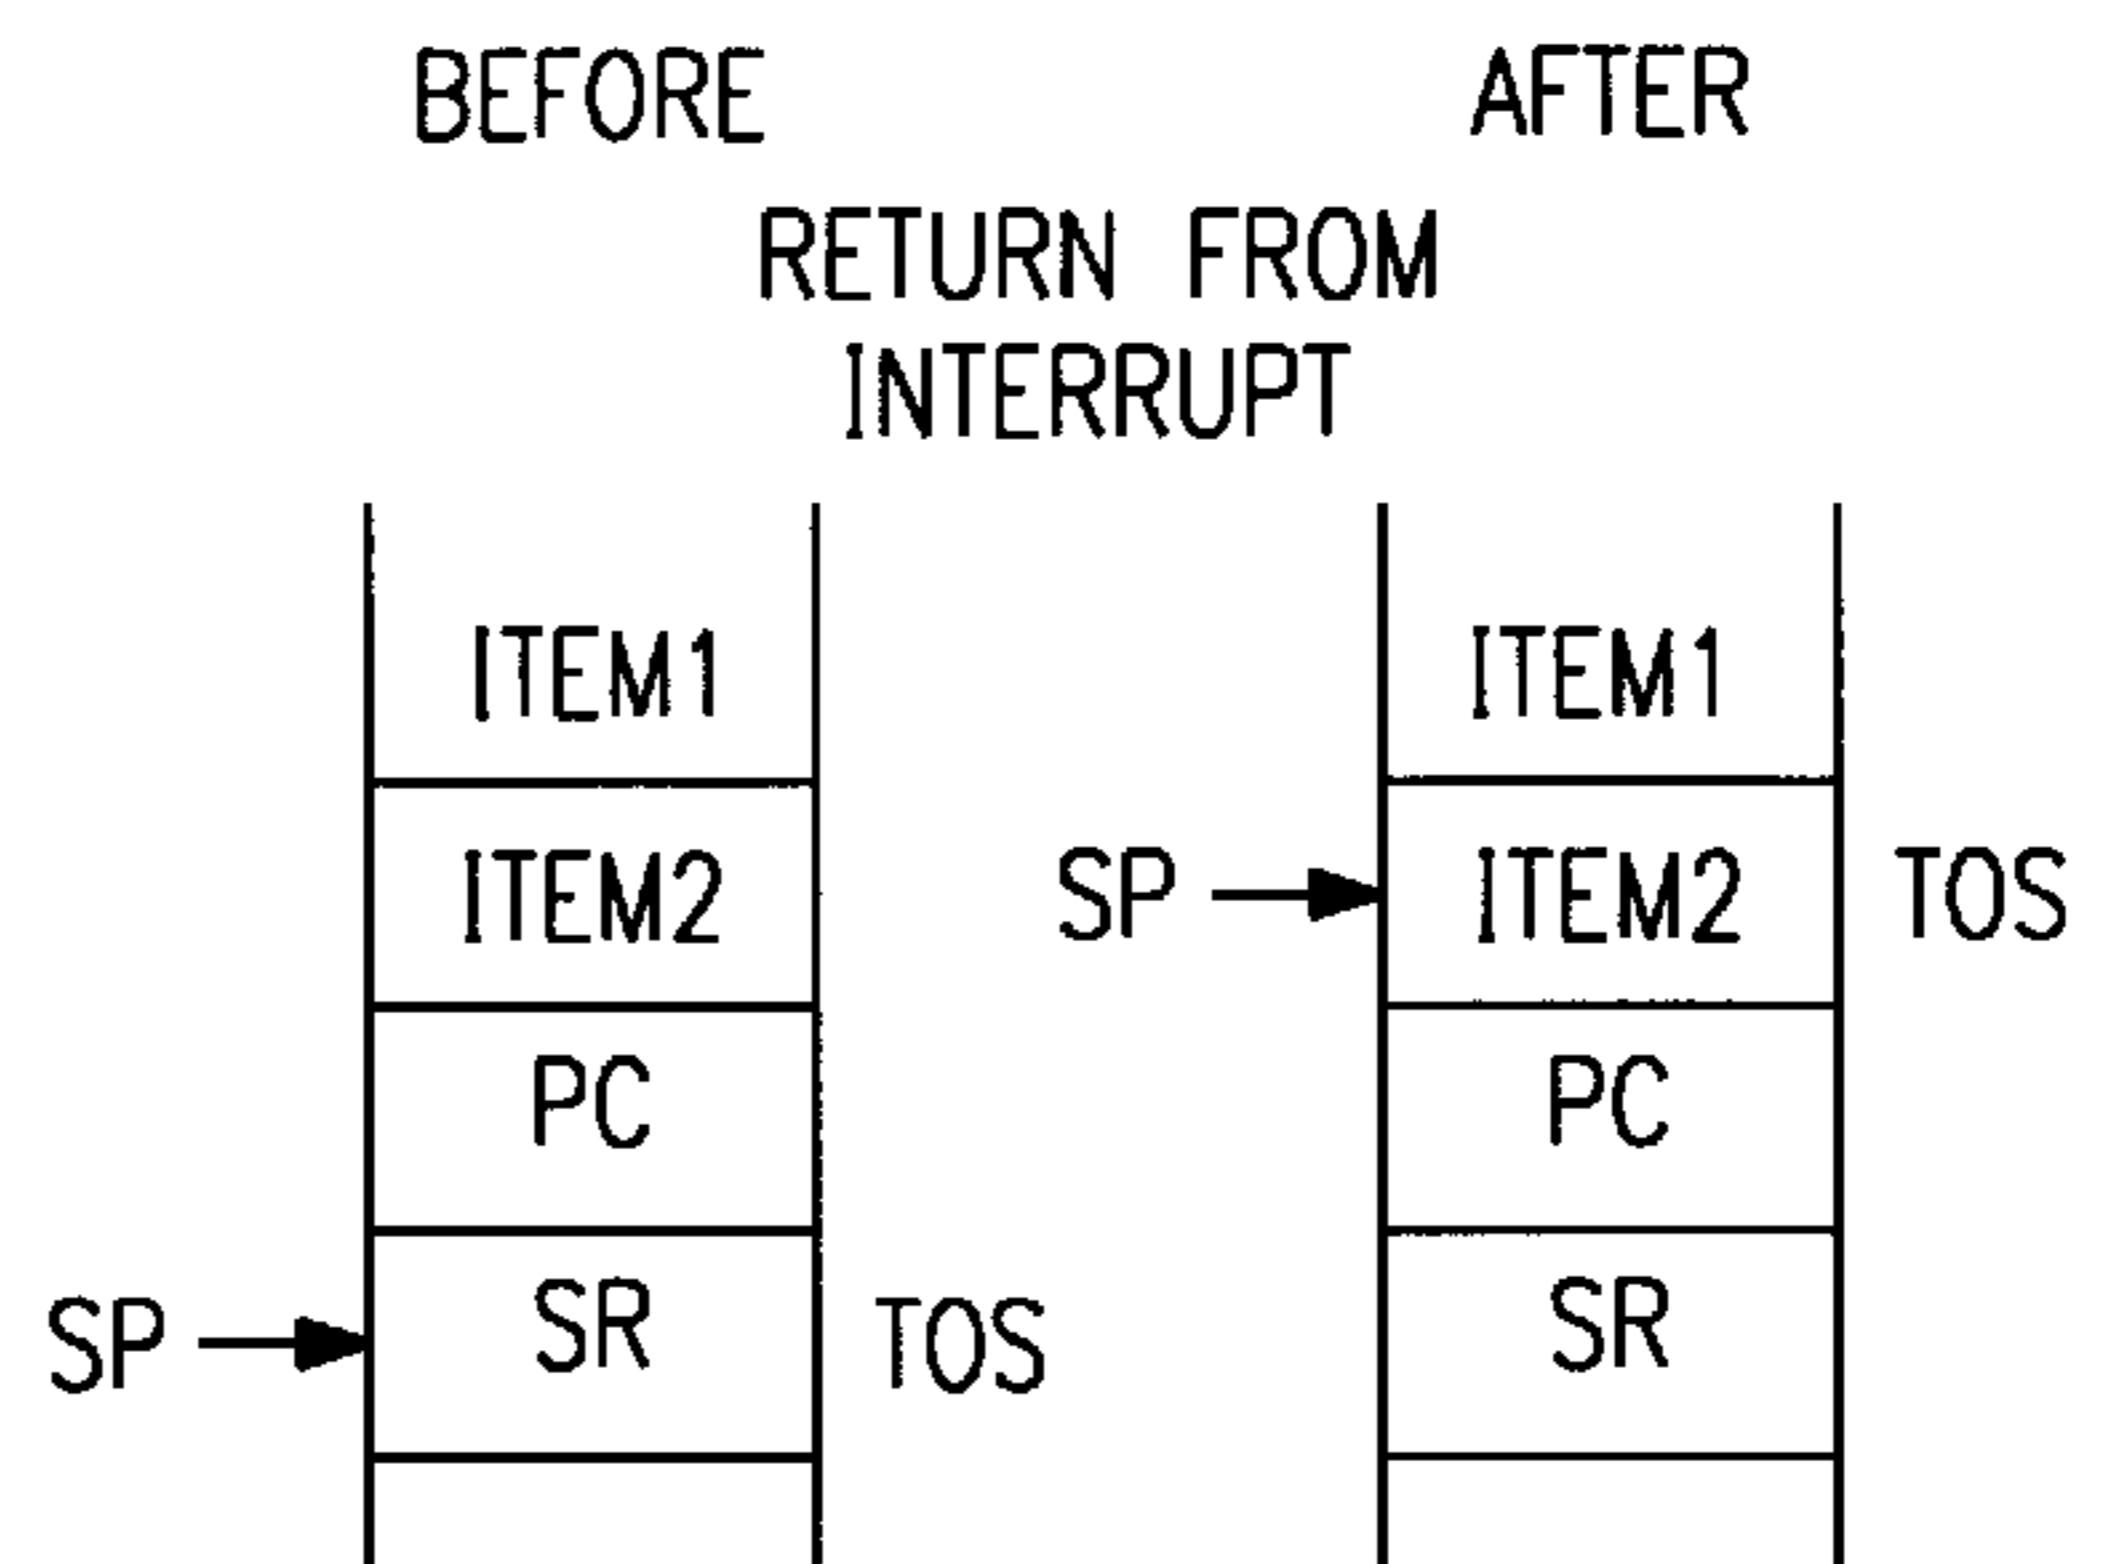 BEFORE AFTER
RETURN FROM
INTERRUPT
ITEM1 ITEM1
ITEM2 SP ITEM2 TOS
PC PC
SP SR TOS SR